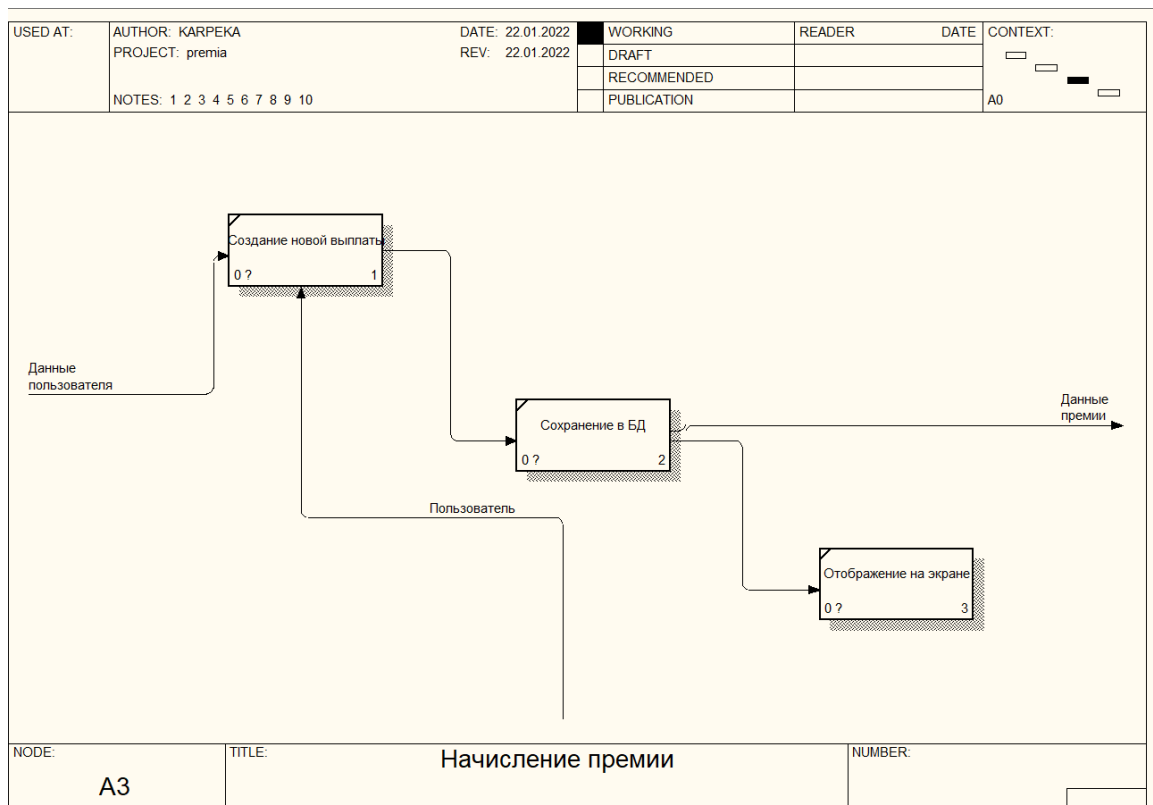 USED AT:
AUTHOR: KARPEKA
DATE: 22.01.2022
WORKING
READER
DATE
CONTEXT:
PROJECT: premia
REV: 22.01.2022
DRAFT
RECOMMENDED
NOTES: 1 2 3 4 5 6 7 8 9 10
PUBLICATION
A0
Создание новой выплаты
0 ?
1
Данные
пользователя
Сохранение в БД
0 ?
2
Данные
премии
Пользователь
Отображение на экране
0 ?
3
NODE:
TITLE:
Начисление премии
NUMBER:
A3